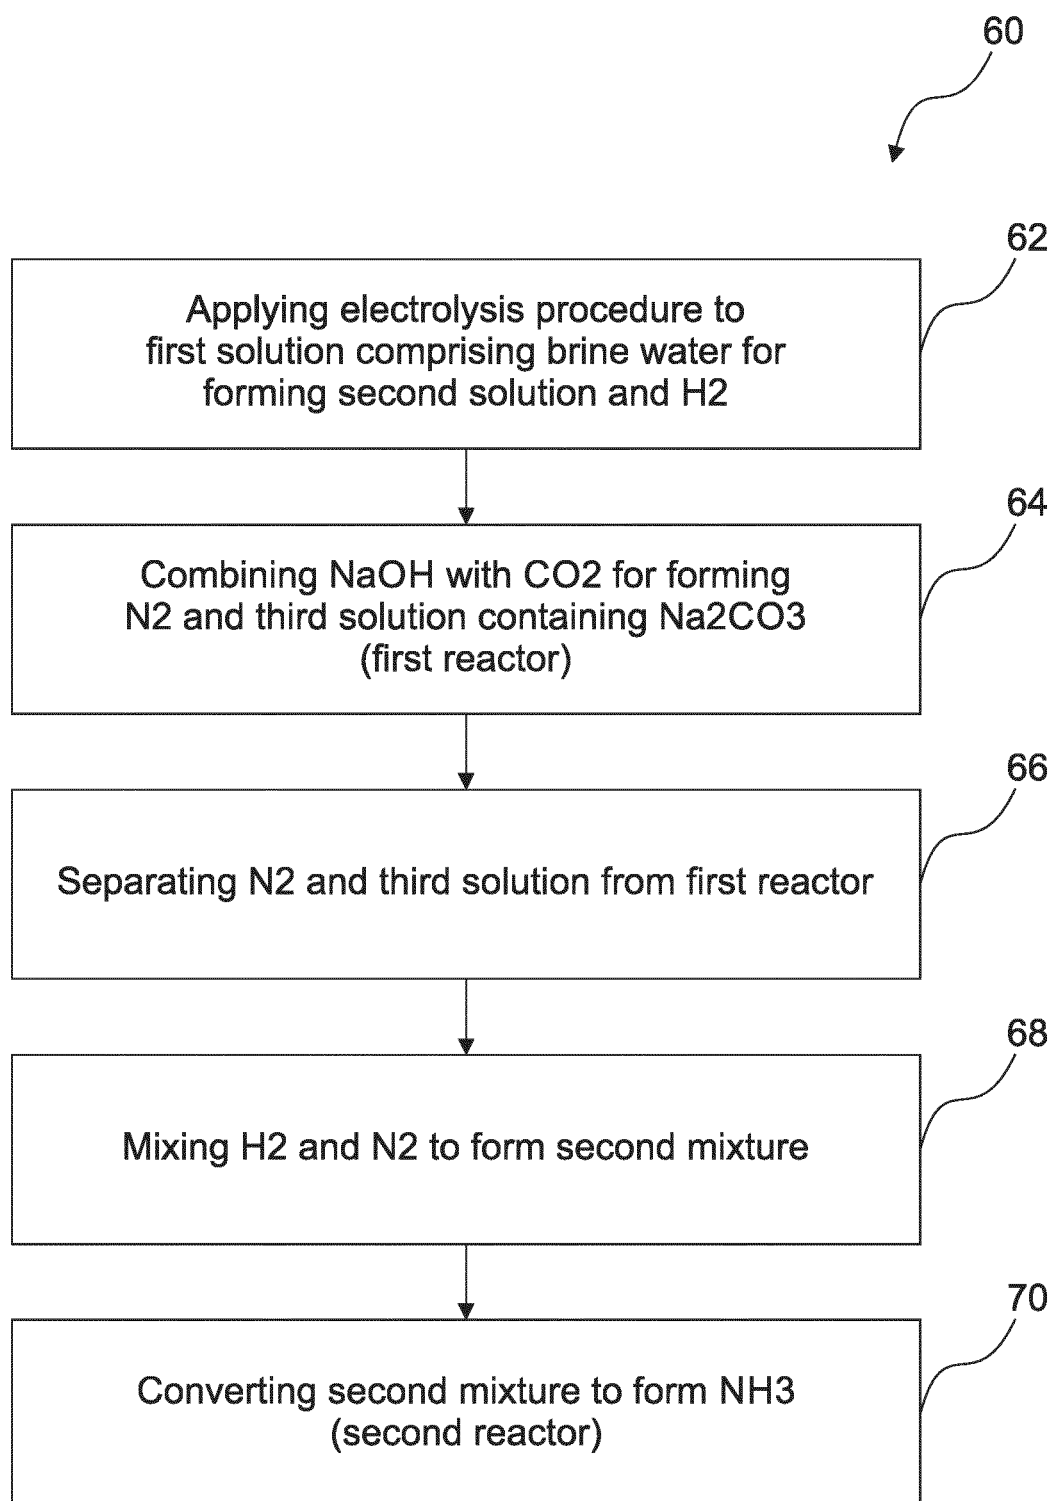 60
62
Applying electrolysis procedure to
first solution comprising brine water for
forming second solution and H2
64
Combining NaOH with CO2 for forming
N2 and third solution containing Na2CO3
(first reactor)
66
Separating N2 and third solution from first reactor
68
Mixing H2 and N2 to form second mixture
70
Converting second mixture to form NH3
(second reactor)